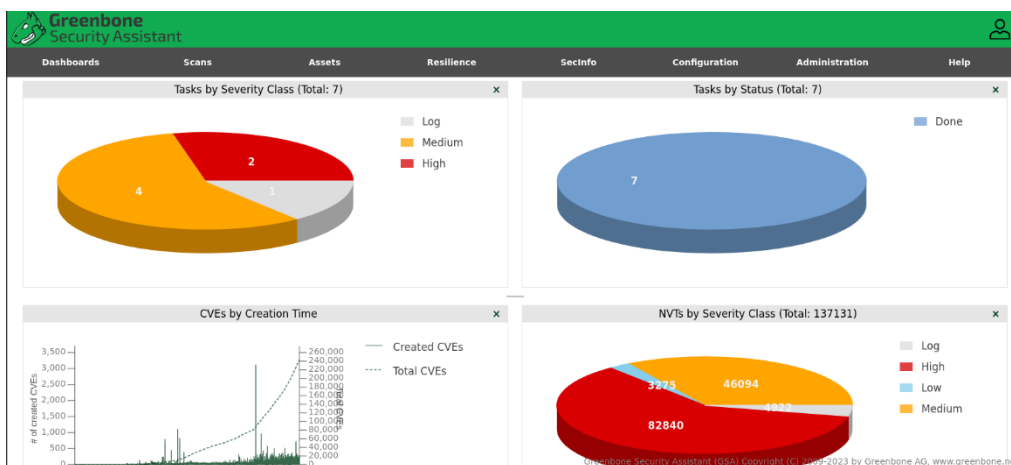 Greenbone
Security Assistant
Dashboards Scans Assets Resilience SecInfo Configuration Administration Help
Tasks by Severity Class (Total: 7) x
Log
Medium
High
2
4
1
Tasks by Status (Total: 7) x
Done
7
CVEs by Creation Time x
Created CVEs
Total CVEs
# of created CVEs
3,500
3,000
2,500
2,000
1,500
1,000
500
0
260,000
240,000
220,000
200,000
180,000
160,000
140,000
120,000
100,000
80,000
60,000
40,000
20,000
0
Total CVEs
NVTs by Severity Class (Total: 137131) x
Log
High
Low
Medium
3275
46094
4922
82840
Greenbone Security Assistant (GSA) Copyright (C) 2009-2023 by Greenbone AG, www.greenbone.ne